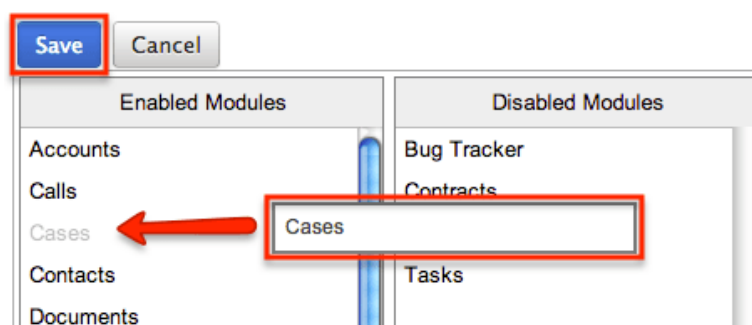 Save Cancel
Enabled Modules Disabled Modules
Accounts Bug Tracker
Calls Contracts
Cases Cases
Contacts Tasks
Documents